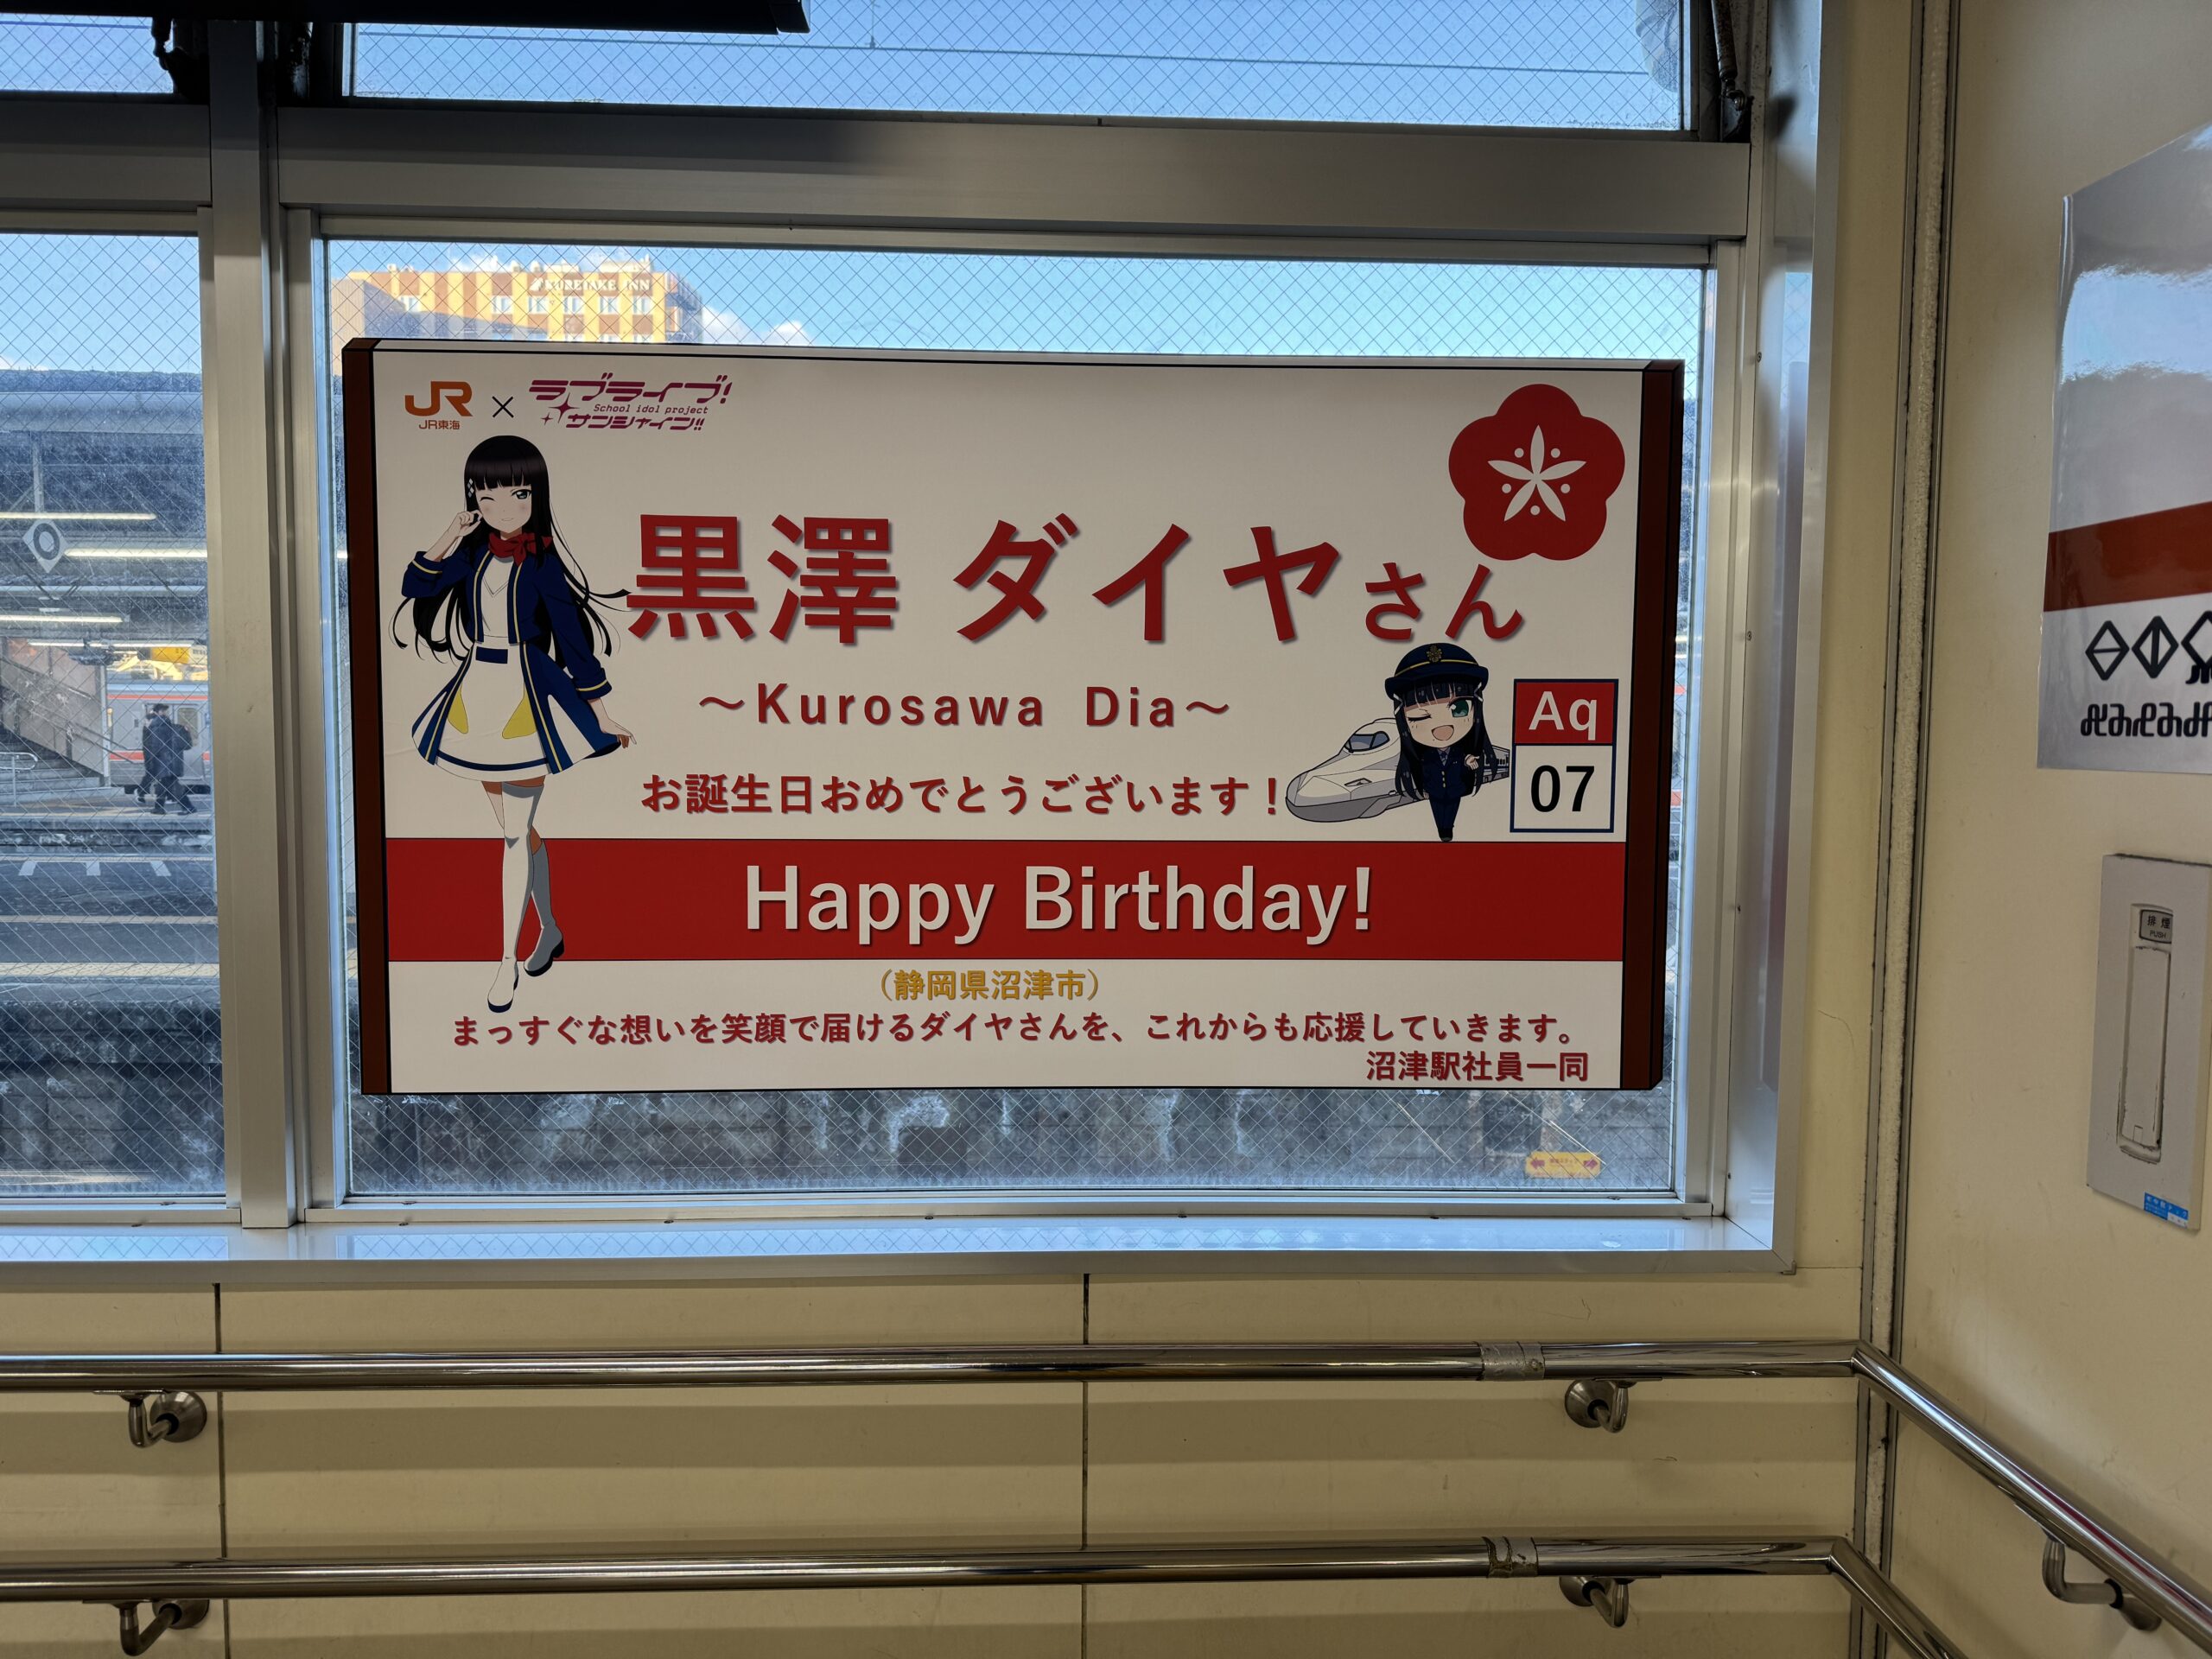 KURETAKE INN
JR × ラブライブ!
School idol project
JR東海 サンシャイン!!
黒澤 ダイヤさん
～Kurosawa Dia～
Aq
07
お誕生日おめでとうございます！
Happy Birthday!
（静岡県沼津市）
まっすぐな想いを笑顔で届けるダイヤさんを、これからも応援していきます。
沼津駅社員一同
排煙
PUSH